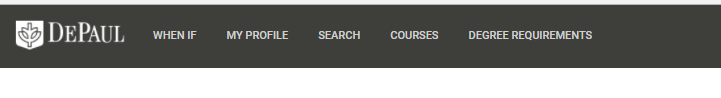 DEPAUL WHEN IF MY PROFILE SEARCH COURSES DEGREE REQUIREMENTS